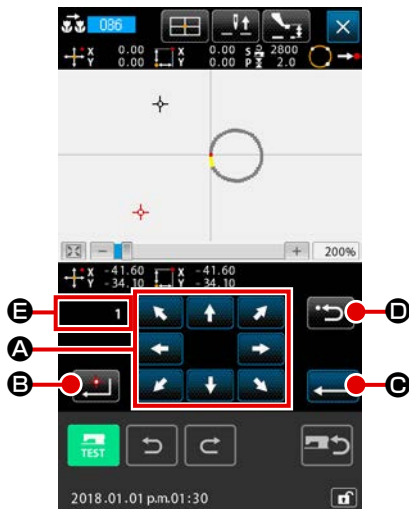 086
X 0.00 X 0.00 S 2800
Y 0.00 Y 0.00 P 2.0
200%
X -41.60 X -41.60
Y -34.10 Y -34.10
E 1
A
D
B
C
TEST
2018.01.01 p.m.01:30